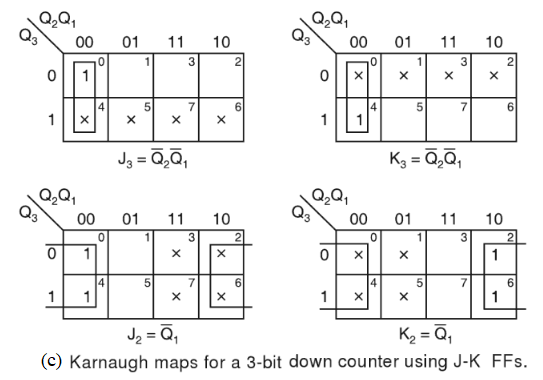 Q₂Q₁ Q₂Q₁
Q₃ 00 01 11 10 Q₃ 00 01 11 10
0 1 0 1 3 2 0 × 0 × 1 × 3 × 2
1 × 4 × 5 × 7 × 6 1 1 4 5 7 6
J₃ = Q̅₂Q̅₁ K₃ = Q̅₂Q̅₁
Q₂Q₁ Q₂Q₁
Q₃ 00 01 11 10 Q₃ 00 01 11 10
0 1 0 1 × 3 × 2 0 × 0 × 1 3 1 2
1 1 4 5 × 7 × 6 1 × 4 × 5 7 1 6
J₂ = Q̅₁ K₂ = Q̅₁
(c) Karnaugh maps for a 3-bit down counter using J-K FFs.